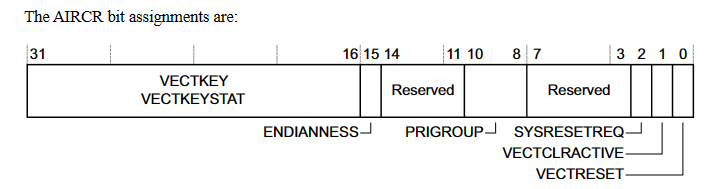 The AIRCR bit assignments are:
31 16 15 14 11 10 8 7 3 2 1 0
VECTKEY
VECTKEYSTAT
Reserved Reserved
ENDIANNESS PRIGROUP SYSRESETREQ
VECTCLRACTIVE
VECTRESET